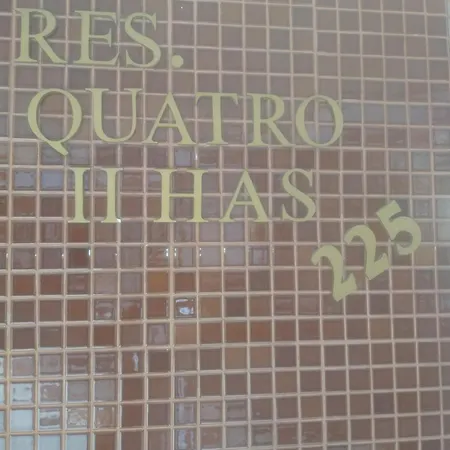 RES.
QUATRO
II HAS
225